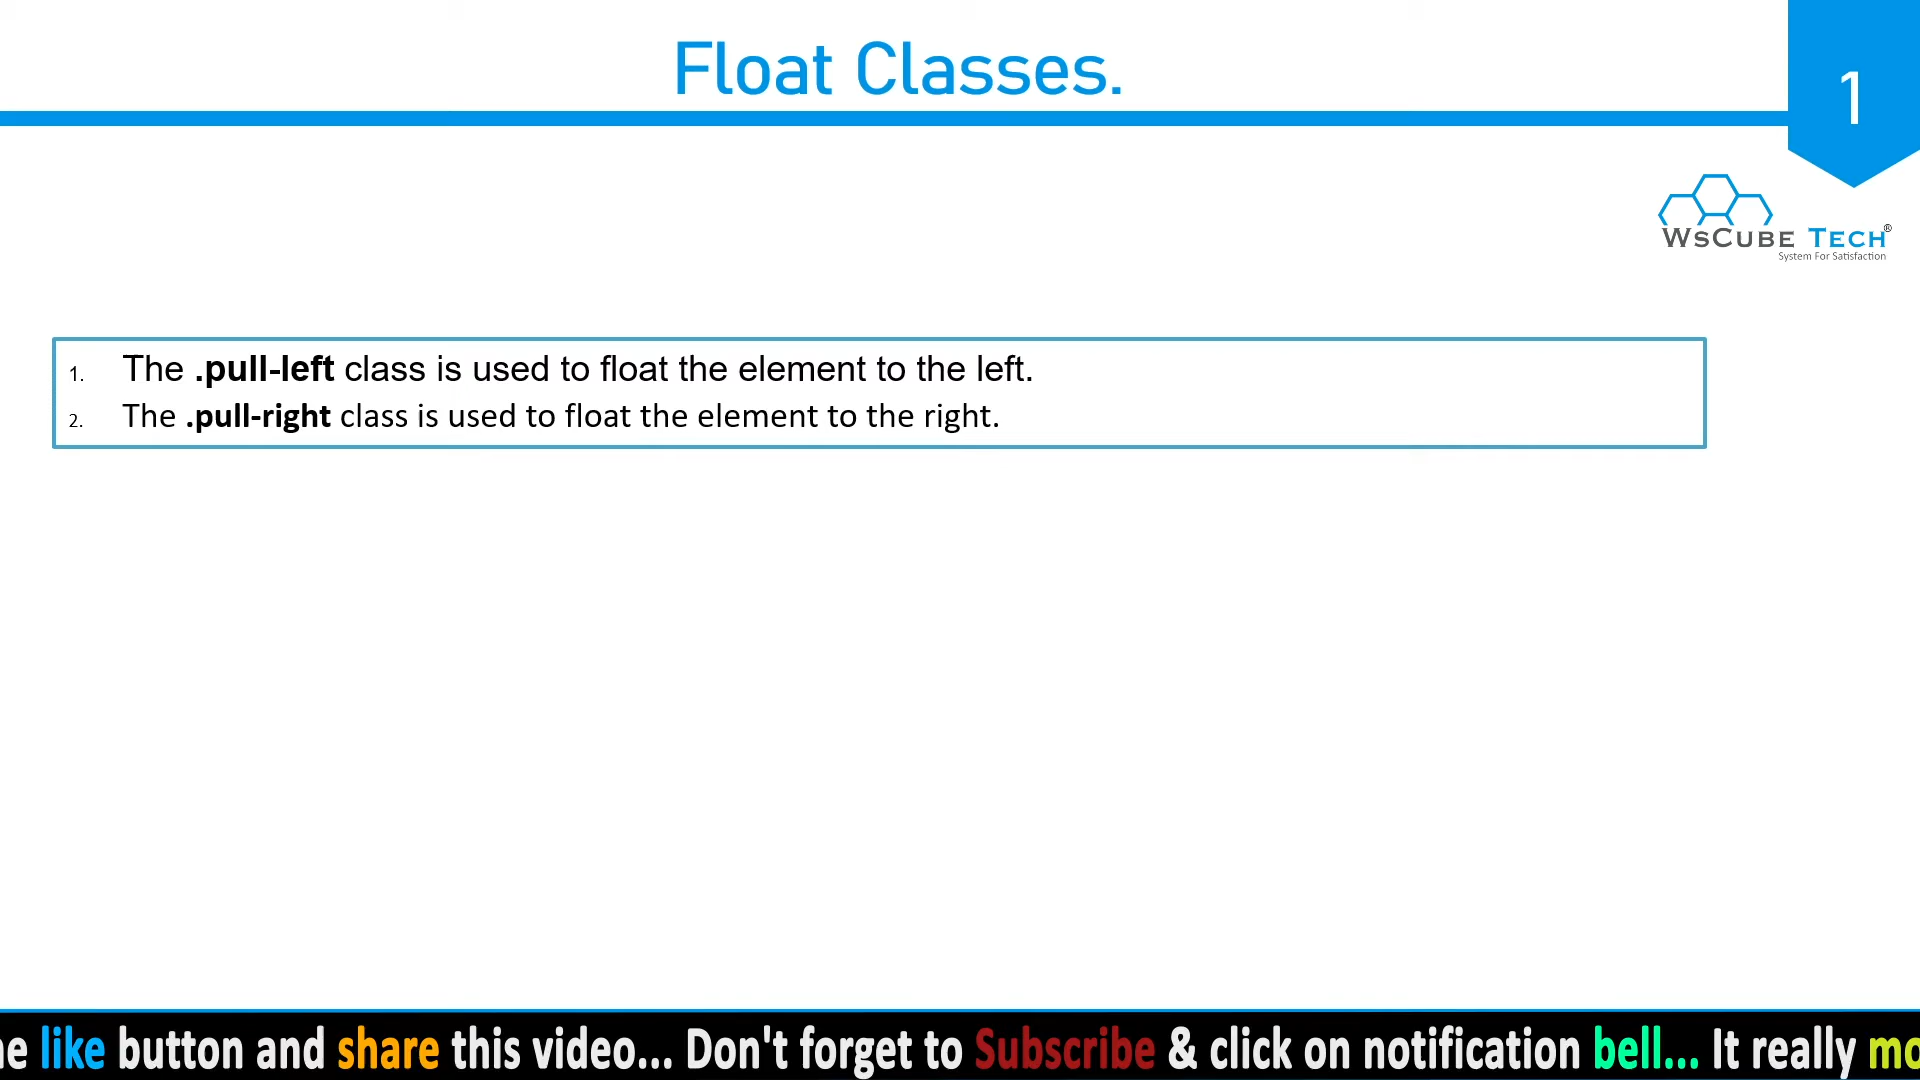 Float Classes.
1
WsCube Tech®
System For Satisfaction
1. The .pull-left class is used to float the element to the left.
2. The .pull-right class is used to float the element to the right.
like button and share this video... Don't forget to Subscribe & click on notification bell... It really